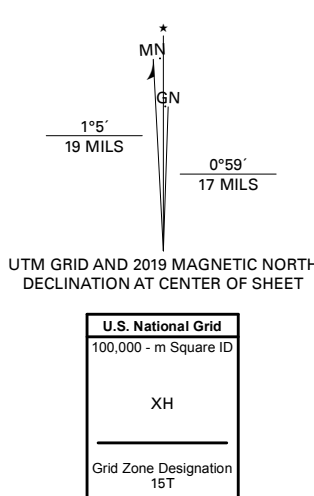 MN
GN
1°5´
19 MILS
0°59´
17 MILS
UTM GRID AND 2019 MAGNETIC NORTH
DECLINATION AT CENTER OF SHEET
U.S. National Grid
100,000 - m Square ID
XH
Grid Zone Designation
15T